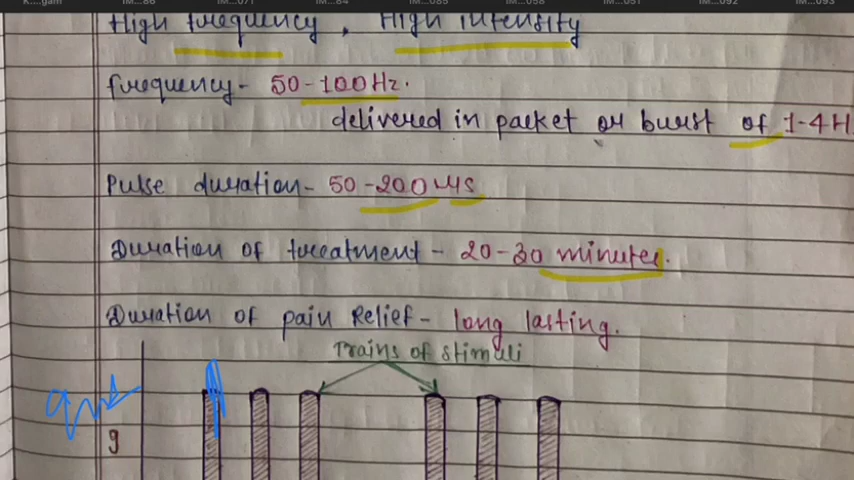 High frequency, High intensity
frequency- 50-100Hz.
delivered in packet or burst of 1-4H
Pulse duration- 50-200 μs
Duration of treatment - 20-30 minutes.
Duration of pain Relief- long lasting.
Trains of stimuli
g